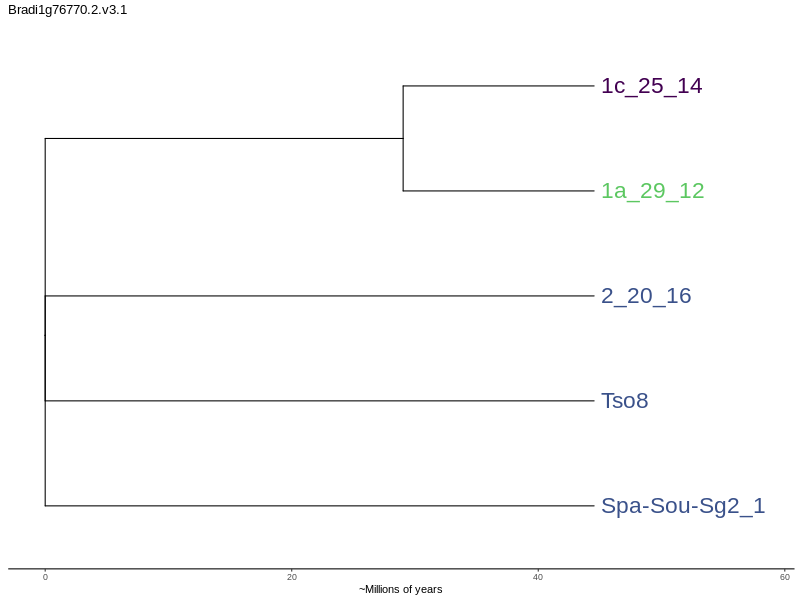 Bradi1g76770.2.v3.1
1c_25_14
1a_29_12
2_20_16
Tso8
Spa-Sou-Sg2_1
0 20 40 60
~Millions of years